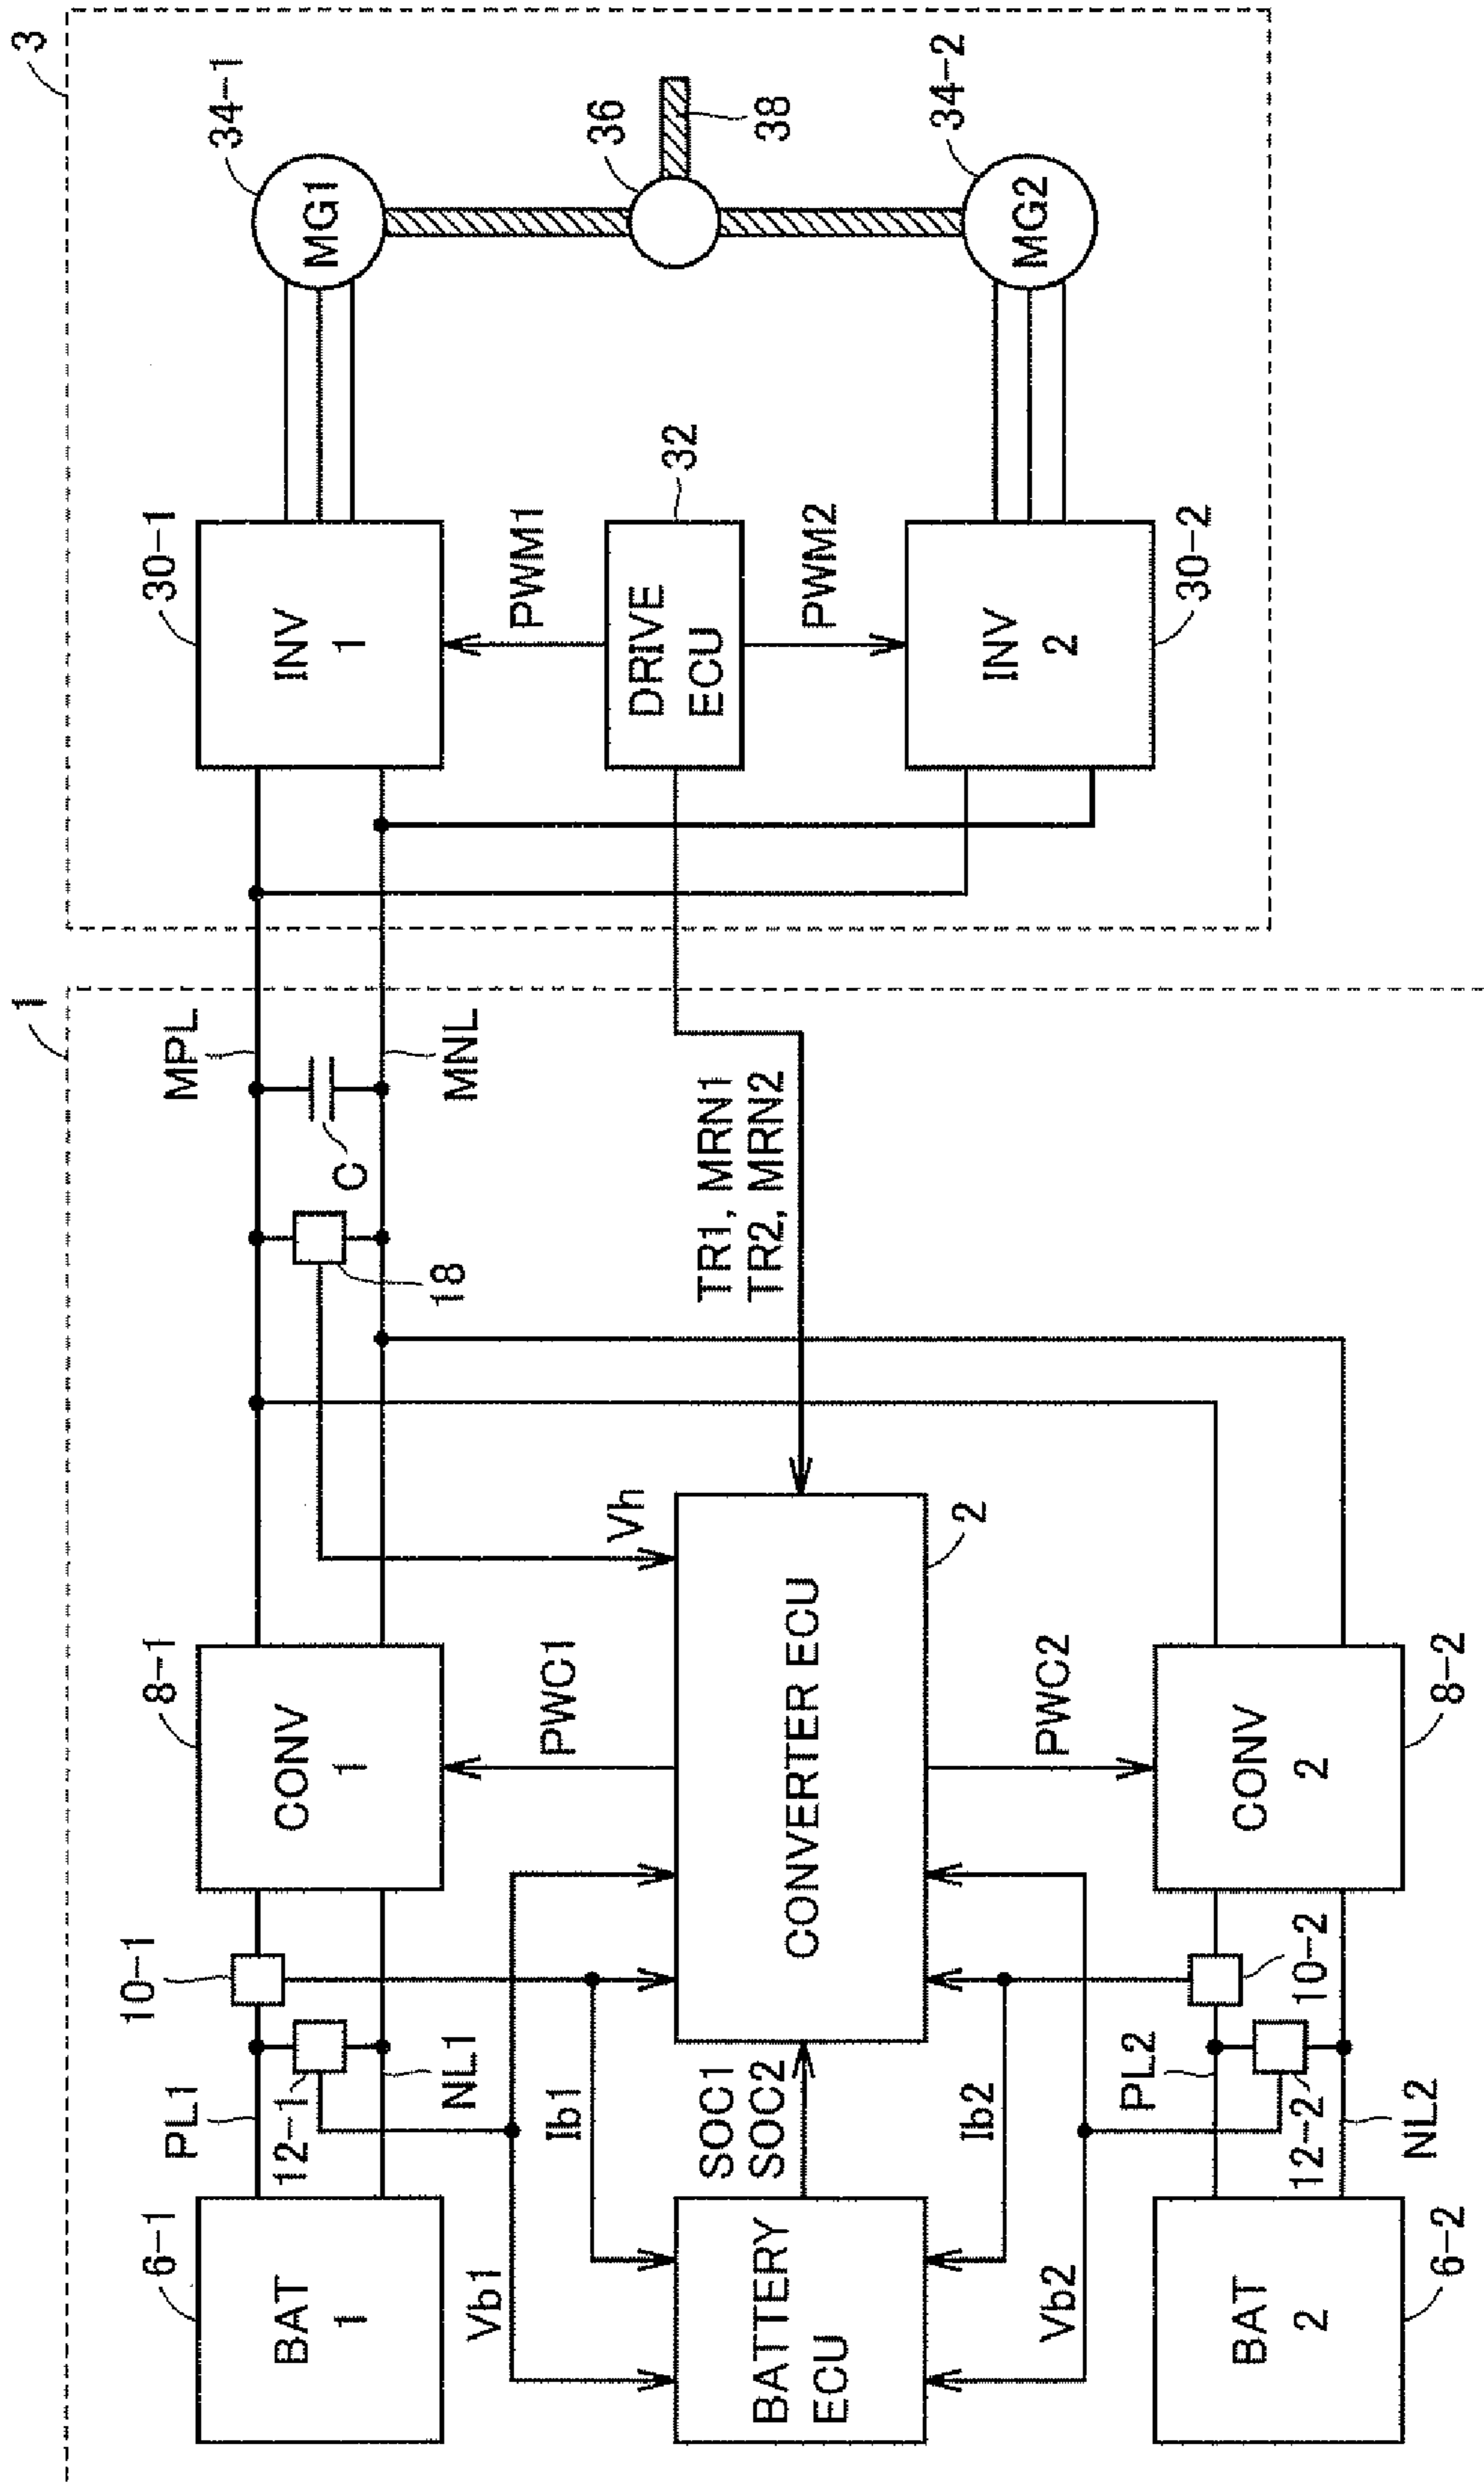 1
3
6-1
BAT
1
PL1
12-1
10-1
NL1
8-1
CONV
1
MPL
MNL
C
18
30-1
INV
1
34-1
MG1
Vb1
Ib1
PWC1
Vh
PWM1
BATTERY
ECU
SOC1
SOC2
CONVERTER ECU
2
TR1, MRN1
TR2, MRN2
DRIVE
ECU
32
36
38
Vb2
Ib2
PWC2
PWM2
PL2
12-2
10-2
NL2
BAT
2
6-2
CONV
2
8-2
INV
2
30-2
MG2
34-2